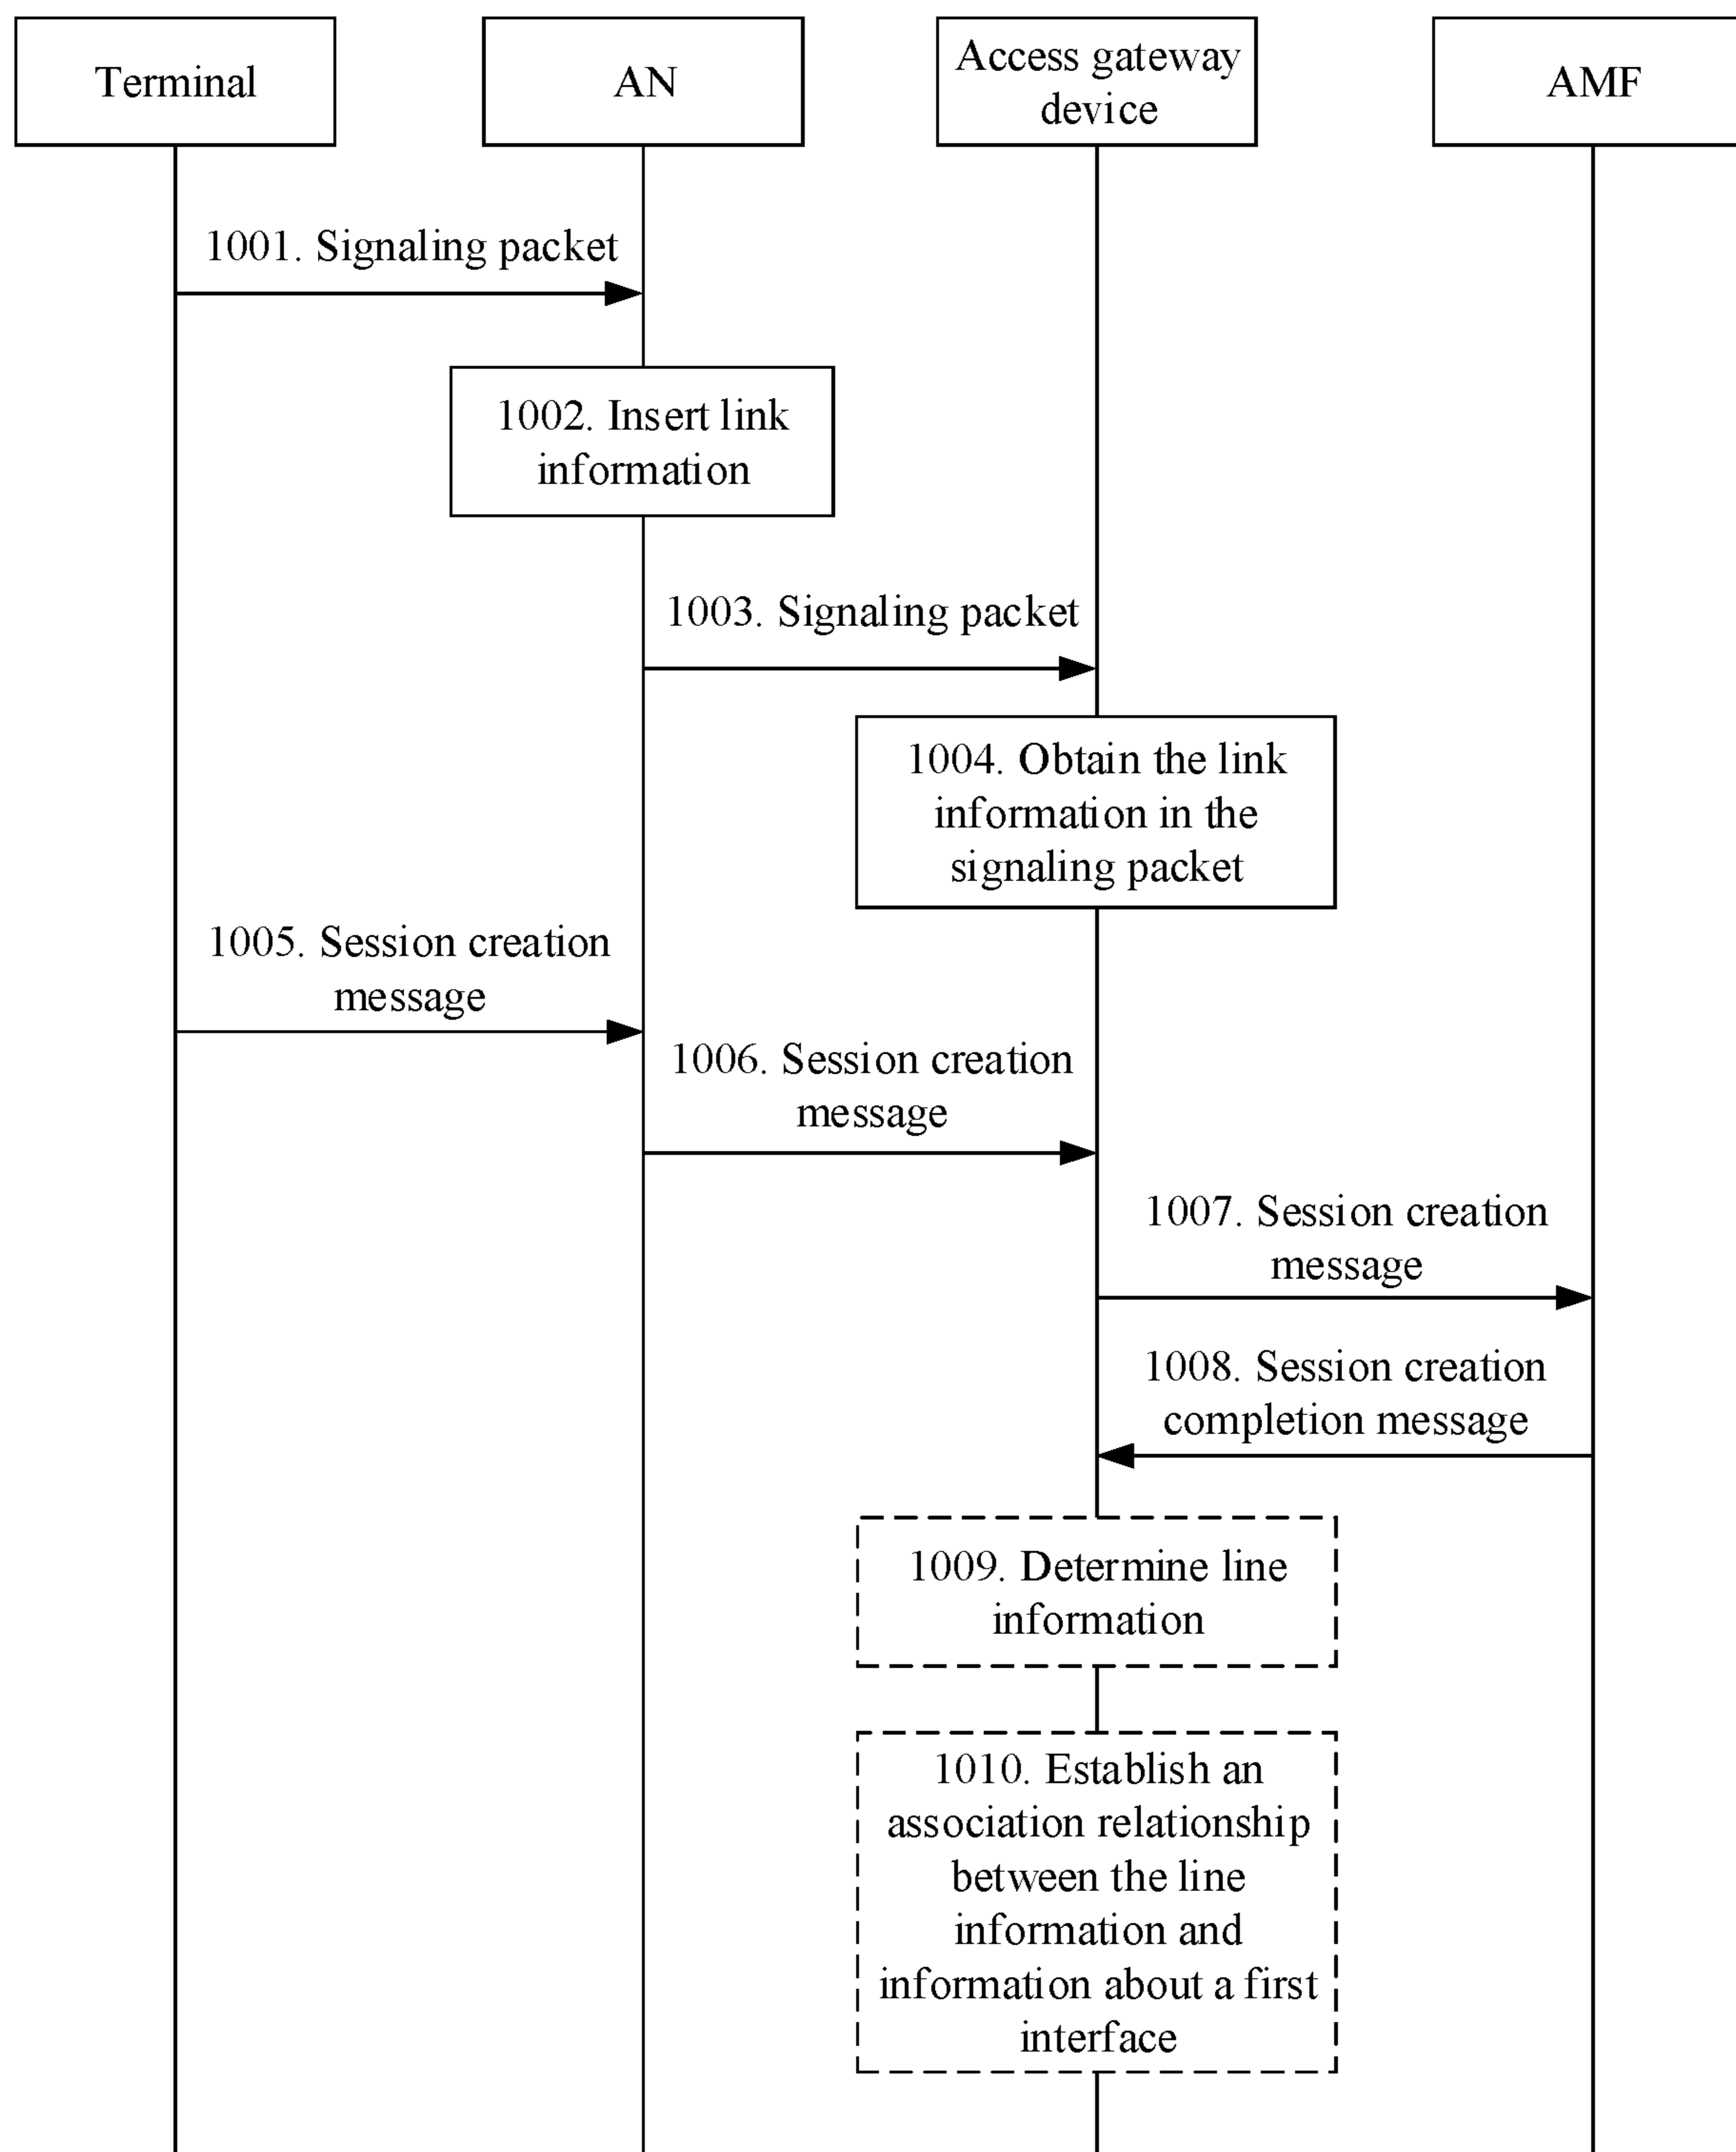 Terminal
AN
Access gateway
device
AMF
1001. Signaling packet
1002. Insert link
information
1003. Signaling packet
1004. Obtain the link
information in the
signaling packet
1005. Session creation
message
1006. Session creation
message
1007. Session creation
message
1008. Session creation
completion message
1009. Determine line
information
1010. Establish an
association relationship
between the line
information and
information about a first
interface